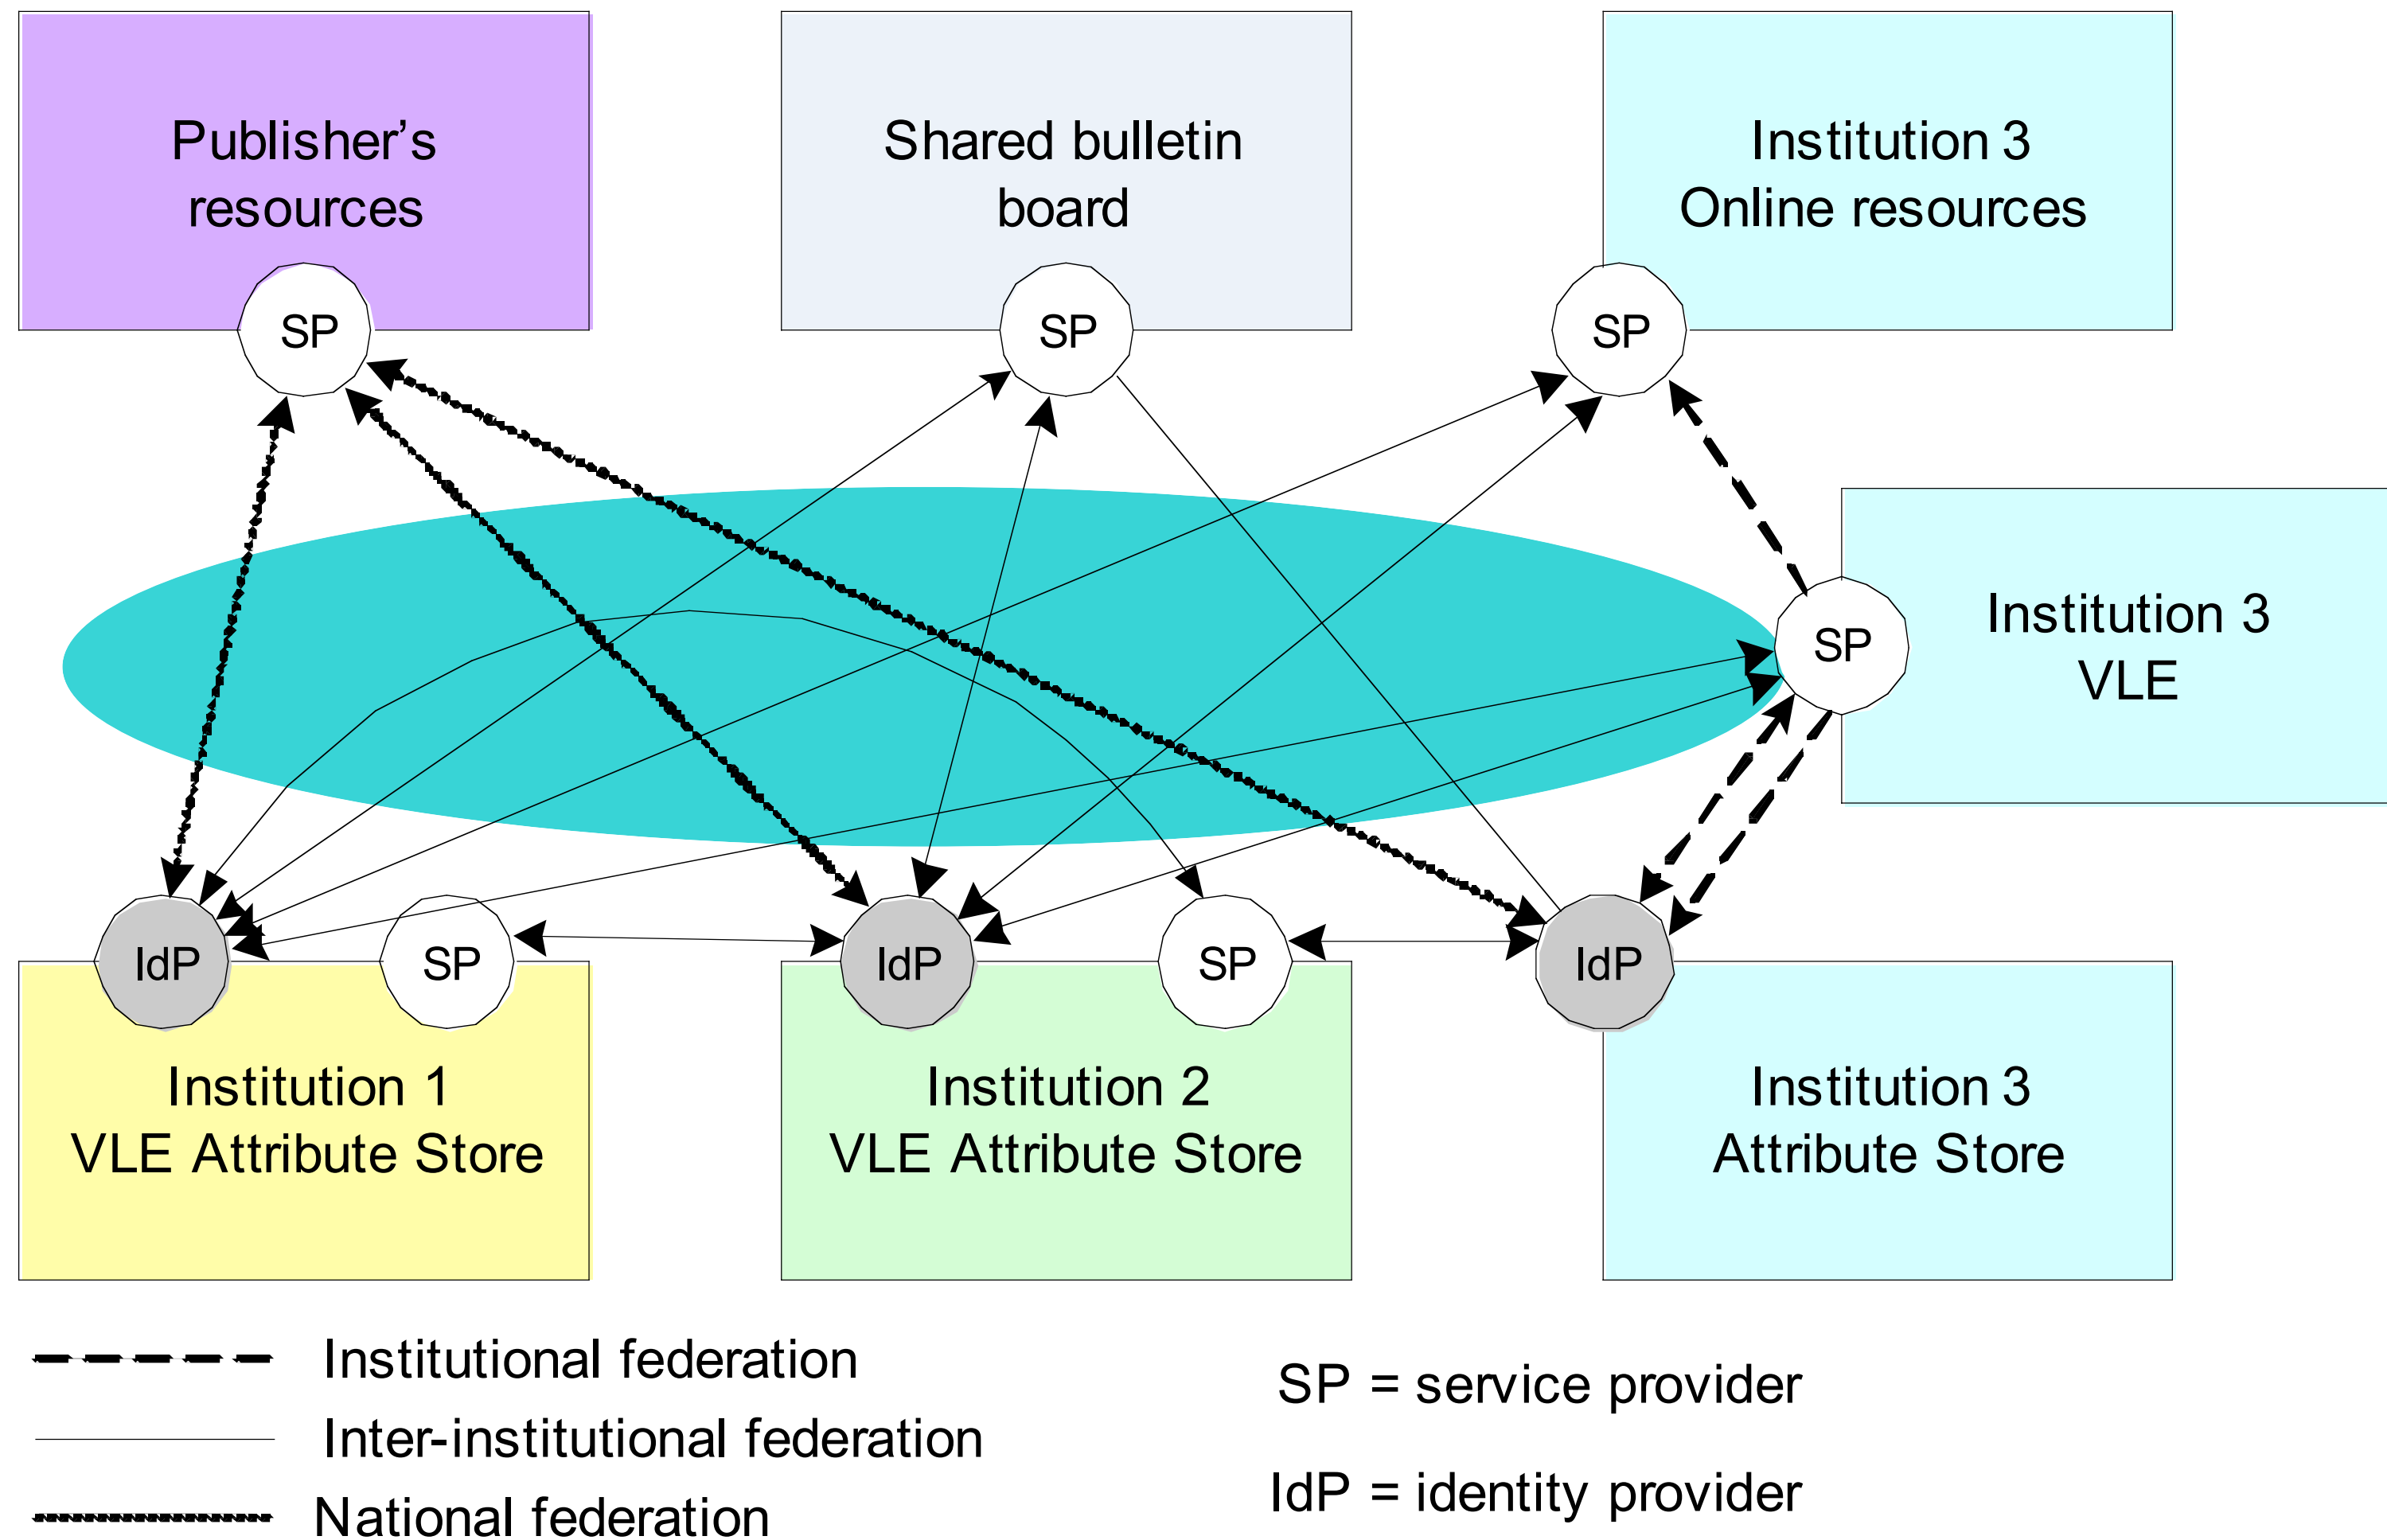 Publisher’s
resources
Shared bulletin
board
Institution 3
Online resources
SP
SP
SP
Institution 3
VLE
SP
IdP
SP
IdP
SP
IdP
Institution 1
VLE Attribute Store
Institution 2
VLE Attribute Store
Institution 3
Attribute Store
Institutional federation
Inter-institutional federation
National federation
SP = service provider
IdP = identity provider